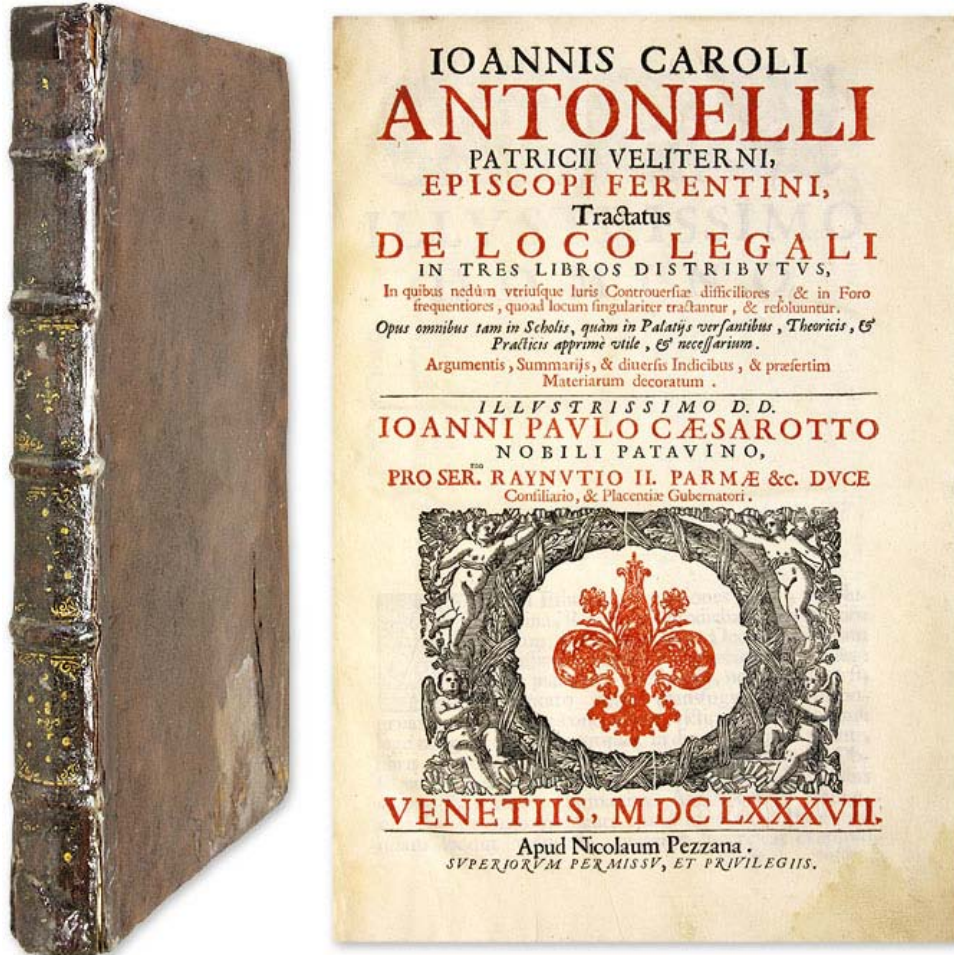 IOANNIS CAROLI
ANTONELLI
PATRICII VELITERNI,
EPISCOPI FERENTINI,
Tractatus
DE LOCO LEGALI
IN TRES LIBROS DISTRIBVTVS,
In quibus nedùm vtriusque Iuris Controuersiæ difficiliores, & in Foro
frequentiores, quoad locum singulariter tractantur, & resoluuntur.
Opus omnibus tam in Scholis, quàm in Palatijs versantibus, Theoricis, &
Practicis apprimè vtile, & necessarium.
Argumentis, Summarijs, & diuersis Indicibus, & præsertim
Materiarum decoratum.
ILLVSTRISSIMO D. D.
IOANNI PAVLO CÆSAROTTO
NOBILI PATAVINO,
PRO SER. RAYNVTIO II. PARMÆ &c. DVCE
Consiliario, & Placentiæ Gubernatori.
VENETIIS, MDCLXXXVII.
Apud Nicolaum Pezzana.
SVPERIORVM PERMISSV, ET PRIVILEGIIS.